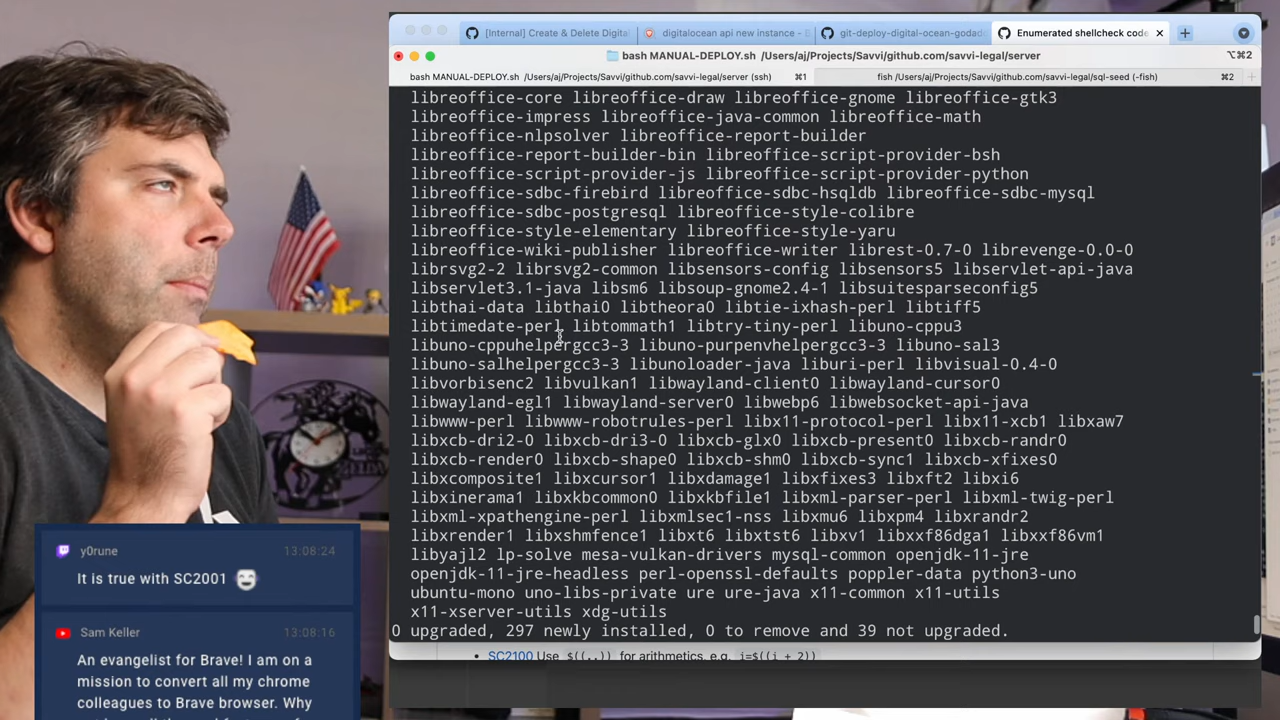 [Internal] Create & Delete Digital
digitalocean api new instance - B
git-deploy-digital-ocean-godad
Enumerated shellcheck code
bash MANUAL-DEPLOY.sh /Users/aj/Projects/Savvi/github.com/savvi-legal/server
⌥⌘2
bash MANUAL-DEPLOY.sh /Users/aj/Projects/Savvi/github.com/savvi-legal/server (ssh) ⌘1
fish /Users/aj/Projects/Savvi/github.com/savvi-legal/sql-seed (-fish) ⌘2
libreoffice-core libreoffice-draw libreoffice-gnome libreoffice-gtk3
libreoffice-impress libreoffice-java-common libreoffice-math
libreoffice-nlpsolver libreoffice-report-builder
libreoffice-report-builder-bin libreoffice-script-provider-bsh
libreoffice-script-provider-js libreoffice-script-provider-python
libreoffice-sdbc-firebird libreoffice-sdbc-hsqldb libreoffice-sdbc-mysql
libreoffice-sdbc-postgresql libreoffice-style-colibre
libreoffice-style-elementary libreoffice-style-yaru
libreoffice-wiki-publisher libreoffice-writer librest-0.7-0 librevenge-0.0-0
librsvg2-2 librsvg2-common libsensors-config libsensors5 libservlet-api-java
libservlet3.1-java libsm6 libsoup-gnome2.4-1 libsuitesparseconfig5
libthai-data libthai0 libtheora0 libtie-ixhash-perl libtiff5
libtimedate-perl libtommath1 libtry-tiny-perl libuno-cppu3
libuno-cppuhelpergcc3-3 libuno-purpenvhelpergcc3-3 libuno-sal3
libuno-salhelpergcc3-3 libunoloader-java liburi-perl libvisual-0.4-0
libvorbisenc2 libvulkan1 libwayland-client0 libwayland-cursor0
libwayland-egl1 libwayland-server0 libwebp6 libwebsocket-api-java
libwww-perl libwww-robotrules-perl libx11-protocol-perl libx11-xcb1 libxaw7
libxcb-dri2-0 libxcb-dri3-0 libxcb-glx0 libxcb-present0 libxcb-randr0
libxcb-render0 libxcb-shape0 libxcb-shm0 libxcb-sync1 libxcb-xfixes0
libxcomposite1 libxcursor1 libxdamage1 libxfixes3 libxft2 libxi6
libxinerama1 libxkbcommon0 libxkbfile1 libxml-parser-perl libxml-twig-perl
libxml-xpathengine-perl libxmlsec1-nss libxmu6 libxpm4 libxrandr2
libxrender1 libxshmfence1 libxt6 libxtst6 libxv1 libxxf86dga1 libxxf86vm1
libyajl2 lp-solve mesa-vulkan-drivers mysql-common openjdk-11-jre
openjdk-11-jre-headless perl-openssl-defaults poppler-data python3-uno
ubuntu-mono uno-libs-private ure ure-java x11-common x11-utils
x11-xserver-utils xdg-utils
0 upgraded, 297 newly installed, 0 to remove and 39 not upgraded.
• SC2100 Use $((..)) for arithmetics, e.g. i=$((i + 2))
y0rune 13:08:24
It is true with SC2001
Sam Keller 13:08:16
An evangelist for Brave! I am on a
mission to convert all my chrome
colleagues to Brave browser. Why